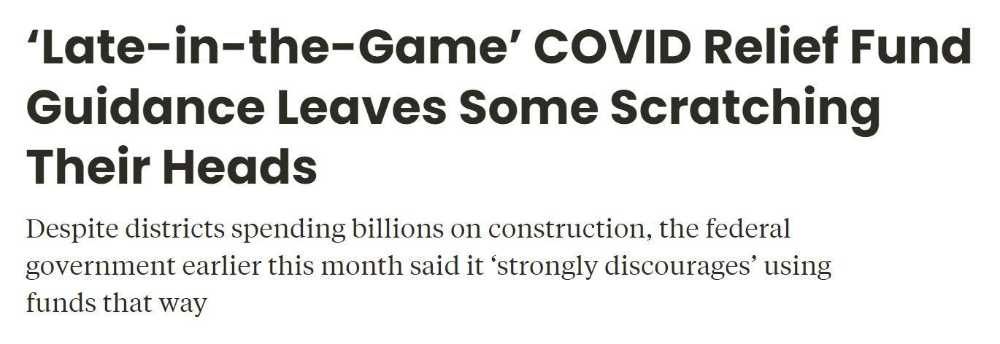 ‘Late-in-the-Game’ COVID Relief Fund
Guidance Leaves Some Scratching
Their Heads
Despite districts spending billions on construction, the federal
government earlier this month said it ‘strongly discourages’ using
funds that way